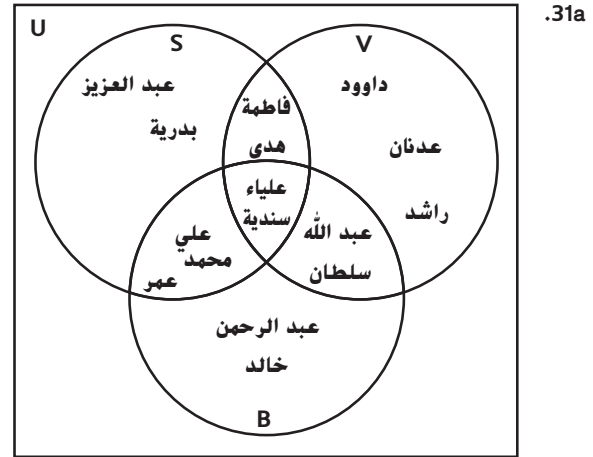 .31a
U
S
V
عبد العزيز
بدرية
فاطمة
هدى
داوود
عدنان
راشد
علياء
سندية
علي
محمد
عمر
عبد الله
سلطان
عبد الرحمن
خالد
B